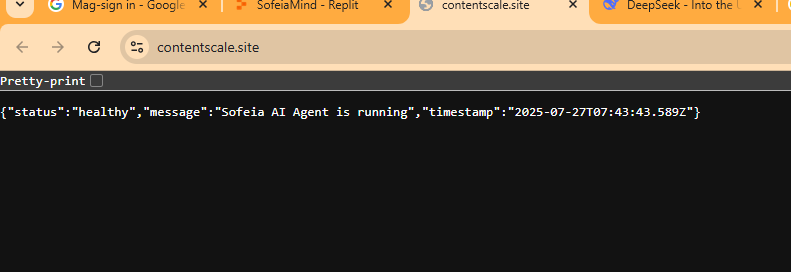 Mag-sign in - Google
SofeiaMind - Replit
contentscale.site
DeepSeek - Into the
contentscale.site
Pretty-print
{"status":"healthy","message":"Sofeia AI Agent is running","timestamp":"2025-07-27T07:43:43.589Z"}